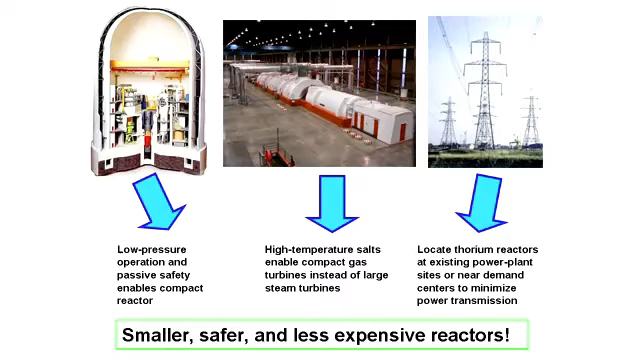 Low-pressure
operation and
passive safety
enables compact
reactor
High-temperature salts
enable compact gas
turbines instead of large
steam turbines
Locate thorium reactors
at existing power-plant
sites or near demand
centers to minimize
power transmission
Smaller, safer, and less expensive reactors!